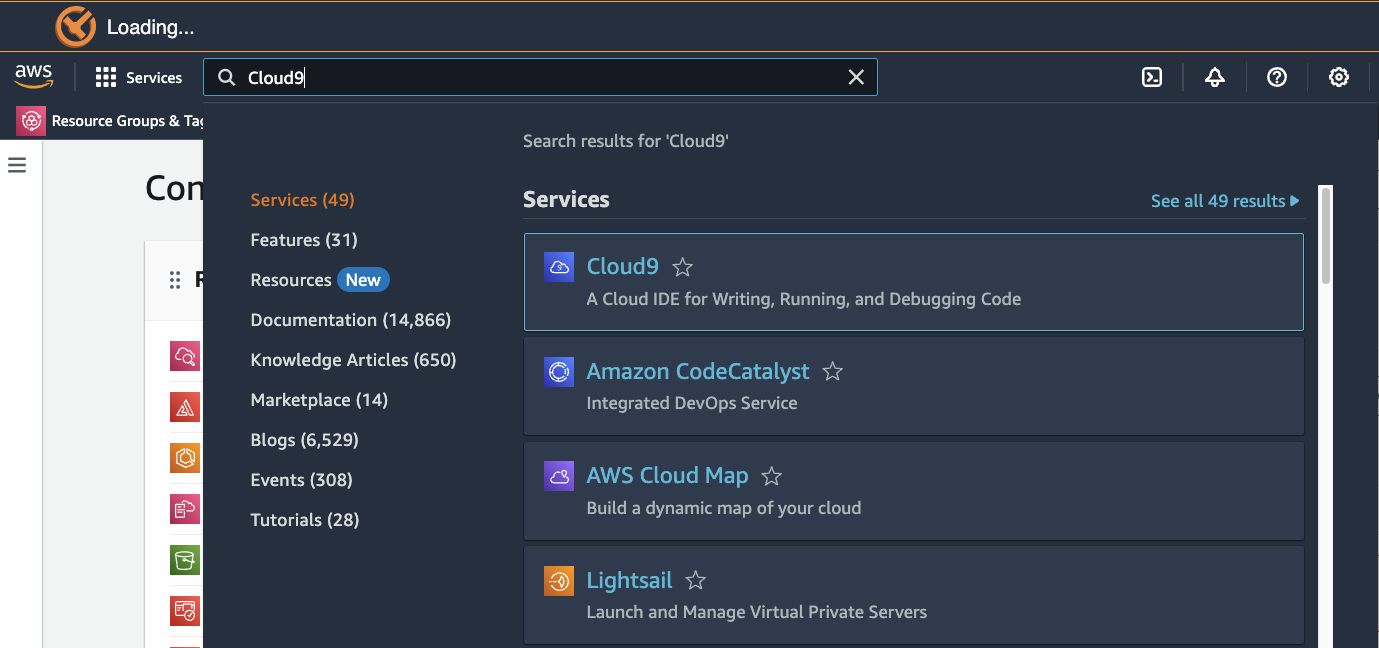 Loading...
aws
Services
Cloud9
Resource Groups & Tag
Search results for 'Cloud9'
Con
Services (49)
Features (31)
Resources New
Documentation (14,866)
Knowledge Articles (650)
Marketplace (14)
Blogs (6,529)
Events (308)
Tutorials (28)
Services
See all 49 results
Cloud9
A Cloud IDE for Writing, Running, and Debugging Code
Amazon CodeCatalyst
Integrated DevOps Service
AWS Cloud Map
Build a dynamic map of your cloud
Lightsail
Launch and Manage Virtual Private Servers